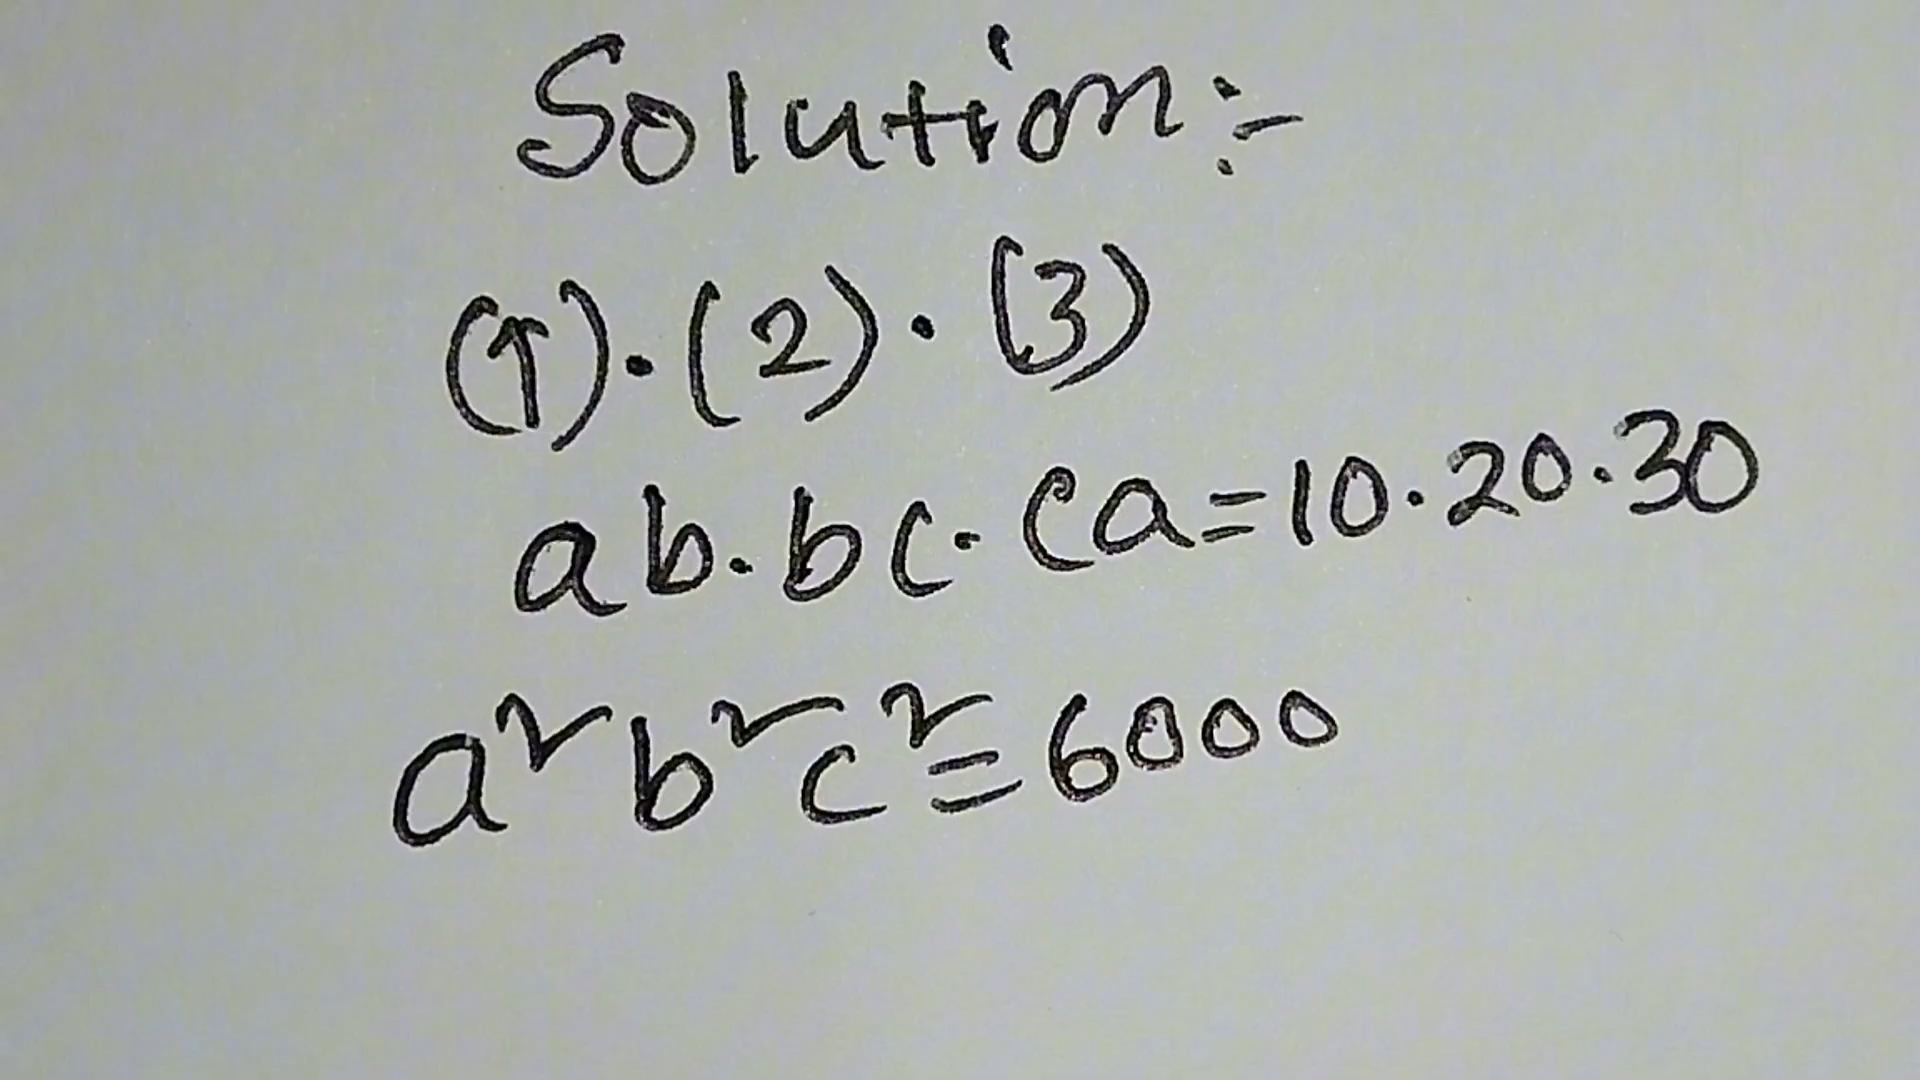 Solution:-
(1)·(2)·(3)
ab·bc·ca=10·20·30
a²b²c²=6000